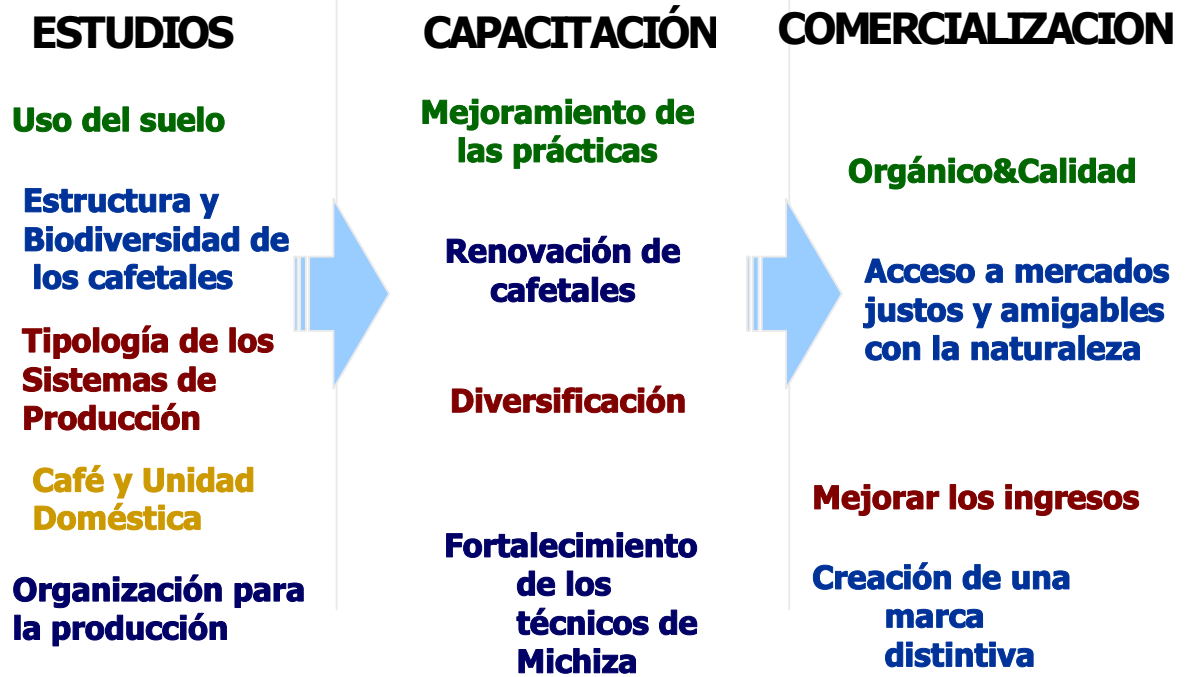 ESTUDIOS
Uso del suelo
Estructura y
Biodiversidad de
los cafetales
Tipología de los
Sistemas de
Producción
Café y Unidad
Doméstica
Organización para
la producción
CAPACITACIÓN
Mejoramiento de
las prácticas
Renovación de
cafetales
Diversificación
Fortalecimiento
de los
técnicos de
Michiza
COMERCIALIZACION
Orgánico&Calidad
Acceso a mercados
justos y amigables
con la naturaleza
Mejorar los ingresos
Creación de una
marca
distintiva